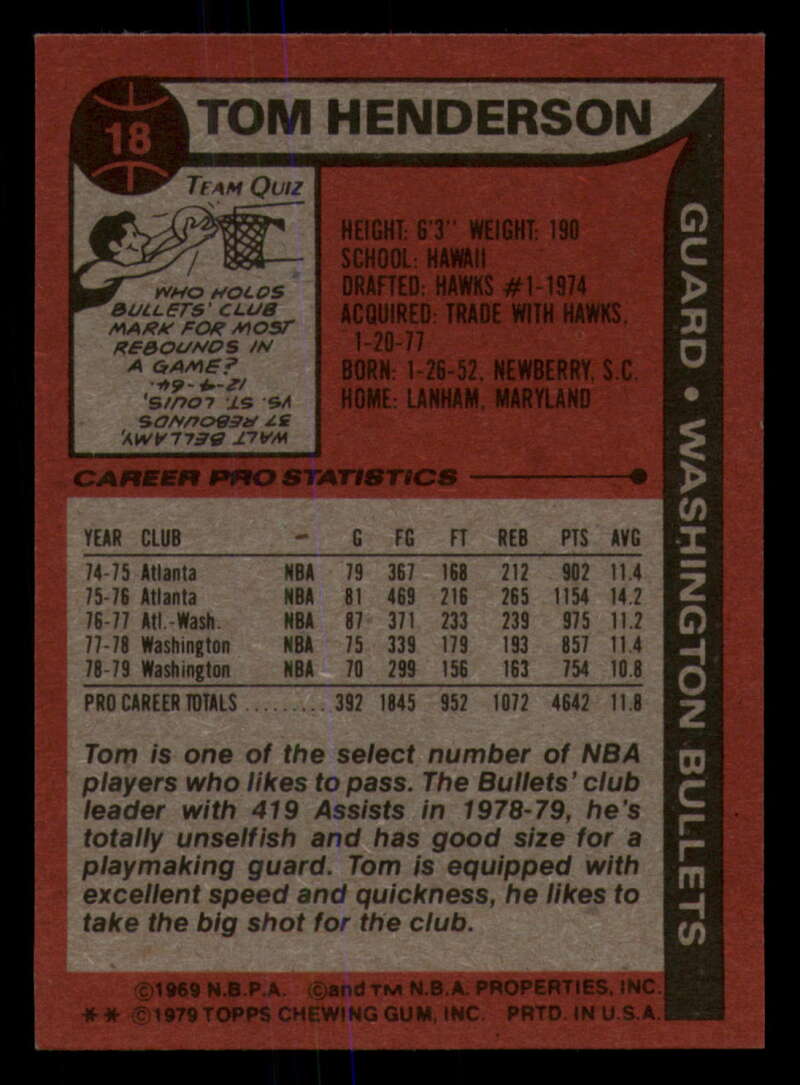 18
TOM HENDERSON
TEAM QUIZ
WHO HOLDS
BULLETS' CLUB
MARK FOR MOST
REBOUNDS IN
A GAME?
WALT BELLAMY,
37 REBOUNDS
VS. ST. LOUIS,
12-4-64.
HEIGHT: 6'3" WEIGHT: 190
SCHOOL: HAWAII
DRAFTED: HAWKS #1-1974
ACQUIRED: TRADE WITH HAWKS,
1-20-77
BORN: 1-26-52, NEWBERRY, S.C.
HOME: LANHAM, MARYLAND
GUARD • WASHINGTON BULLETS
CAREER PRO STATISTICS
YEAR CLUB - G FG FT REB PTS AVG
74-75 Atlanta NBA 79 367 168 212 902 11.4
75-76 Atlanta NBA 81 469 216 265 1154 14.2
76-77 Atl.-Wash. NBA 87 371 233 239 975 11.2
77-78 Washington NBA 75 339 179 193 857 11.4
78-79 Washington NBA 70 299 156 163 754 10.8
PRO CAREER TOTALS ......... 392 1845 952 1072 4642 11.8
Tom is one of the select number of NBA
players who likes to pass. The Bullets' club
leader with 419 Assists in 1978-79, he's
totally unselfish and has good size for a
playmaking guard. Tom is equipped with
excellent speed and quickness, he likes to
take the big shot for the club.
©1969 N.B.P.A. ©and TM N.B.A. PROPERTIES, INC.
** ©1979 TOPPS CHEWING GUM, INC. PRTD. IN U.S.A.